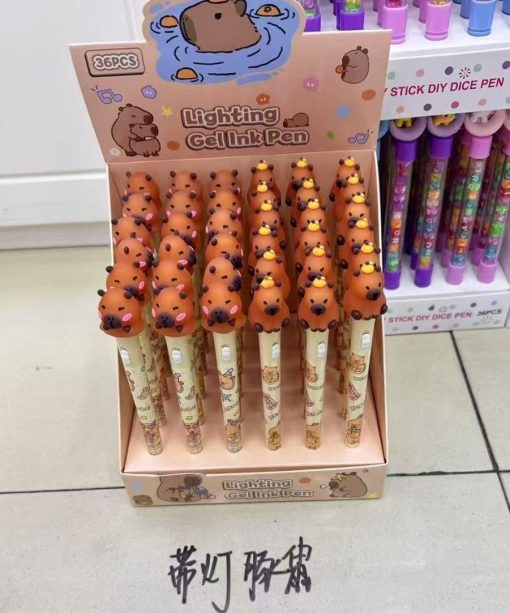 36PCS
Lighting
Gel Ink Pen
STICK DIY DICE PEN
STICK DIY DICE PEN 36PCS
Lighting
Gel Ink Pen
带灯豚鼠